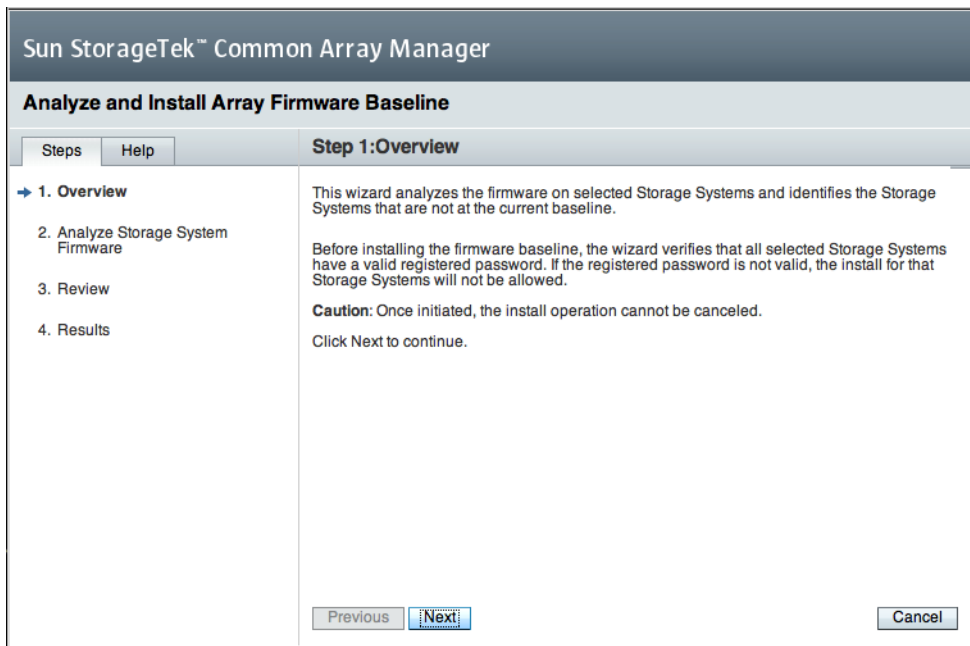 Sun StorageTek™ Common Array Manager
Analyze and Install Array Firmware Baseline
Steps
Help
➔ 1. Overview
2. Analyze Storage System
Firmware
3. Review
4. Results
Step 1:Overview
This wizard analyzes the firmware on selected Storage Systems and identifies the Storage
Systems that are not at the current baseline.
Before installing the firmware baseline, the wizard verifies that all selected Storage Systems
have a valid registered password. If the registered password is not valid, the install for that
Storage Systems will not be allowed.
Caution: Once initiated, the install operation cannot be canceled.
Click Next to continue.
Previous
Next
Cancel